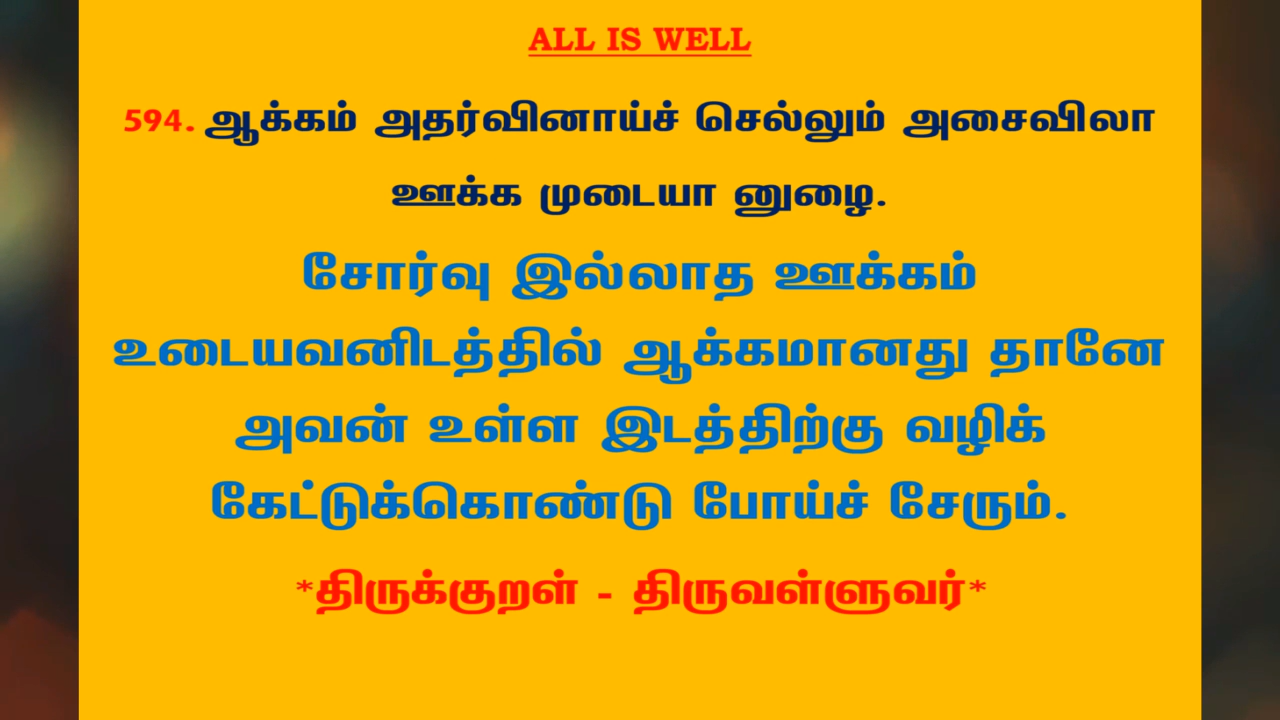 ALL IS WELL
594. ஆக்கம் அதர்வினாய்ச் செல்லும் அசைவிலா
ஊக்க முடையா னுழை.
சோர்வு இல்லாத ஊக்கம்
உடையவனிடத்தில் ஆக்கமானது தானே
அவன் உள்ள இடத்திற்கு வழிக்
கேட்டுக்கொண்டு போய்ச் சேரும்.
*திருக்குறள் - திருவள்ளுவர்*